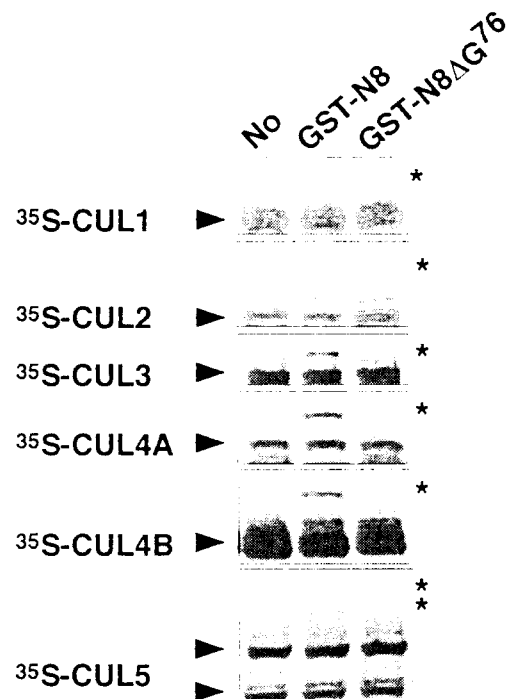 No GST-N8 GST-N8ΔG76
*
35S-CUL1
*
35S-CUL2
*
35S-CUL3
*
35S-CUL4A
*
35S-CUL4B
*
*
35S-CUL5